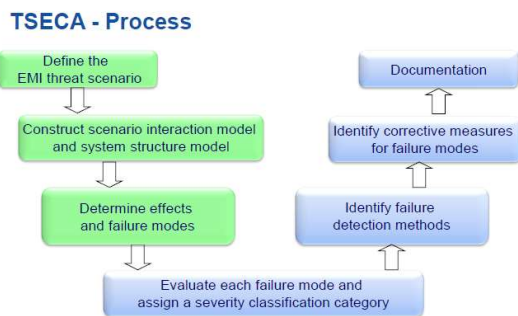 TSECA - Process
Define the
EMI threat scenario
Construct scenario interaction model
and system structure model
Determine effects
and failure modes
Evaluate each failure mode and
assign a severity classification category
Identify failure
detection methods
Identify corrective measures
for failure modes
Documentation